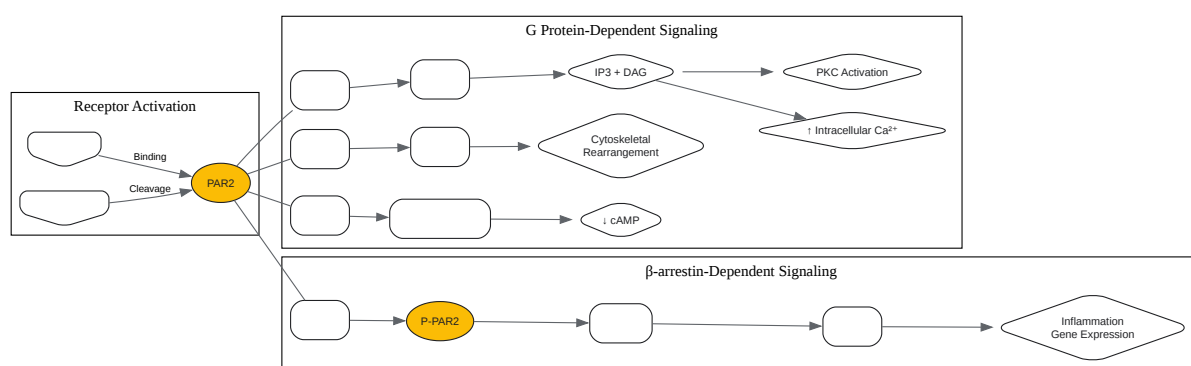 G Protein-Dependent Signaling
IP3 + DAG
PKC Activation
Receptor Activation
↑ Intracellular Ca²⁺
Binding
Cytoskeletal
Rearrangement
PAR2
Cleavage
↓ cAMP
β-arrestin-Dependent Signaling
P-PAR2
Inflammation
Gene Expression